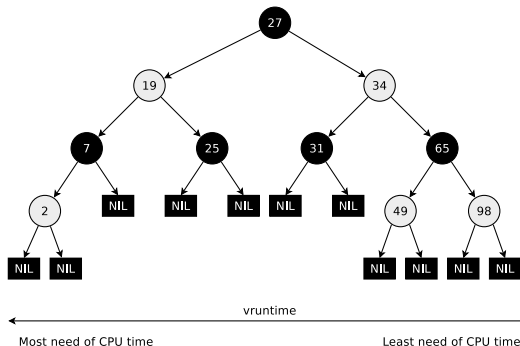 27
19
34
7
25
31
65
NIL
NIL
NIL
NIL
NIL
2
49
98
NIL
NIL
NIL
NIL
NIL
NIL
vruntime
Most need of CPU time
Least need of CPU time